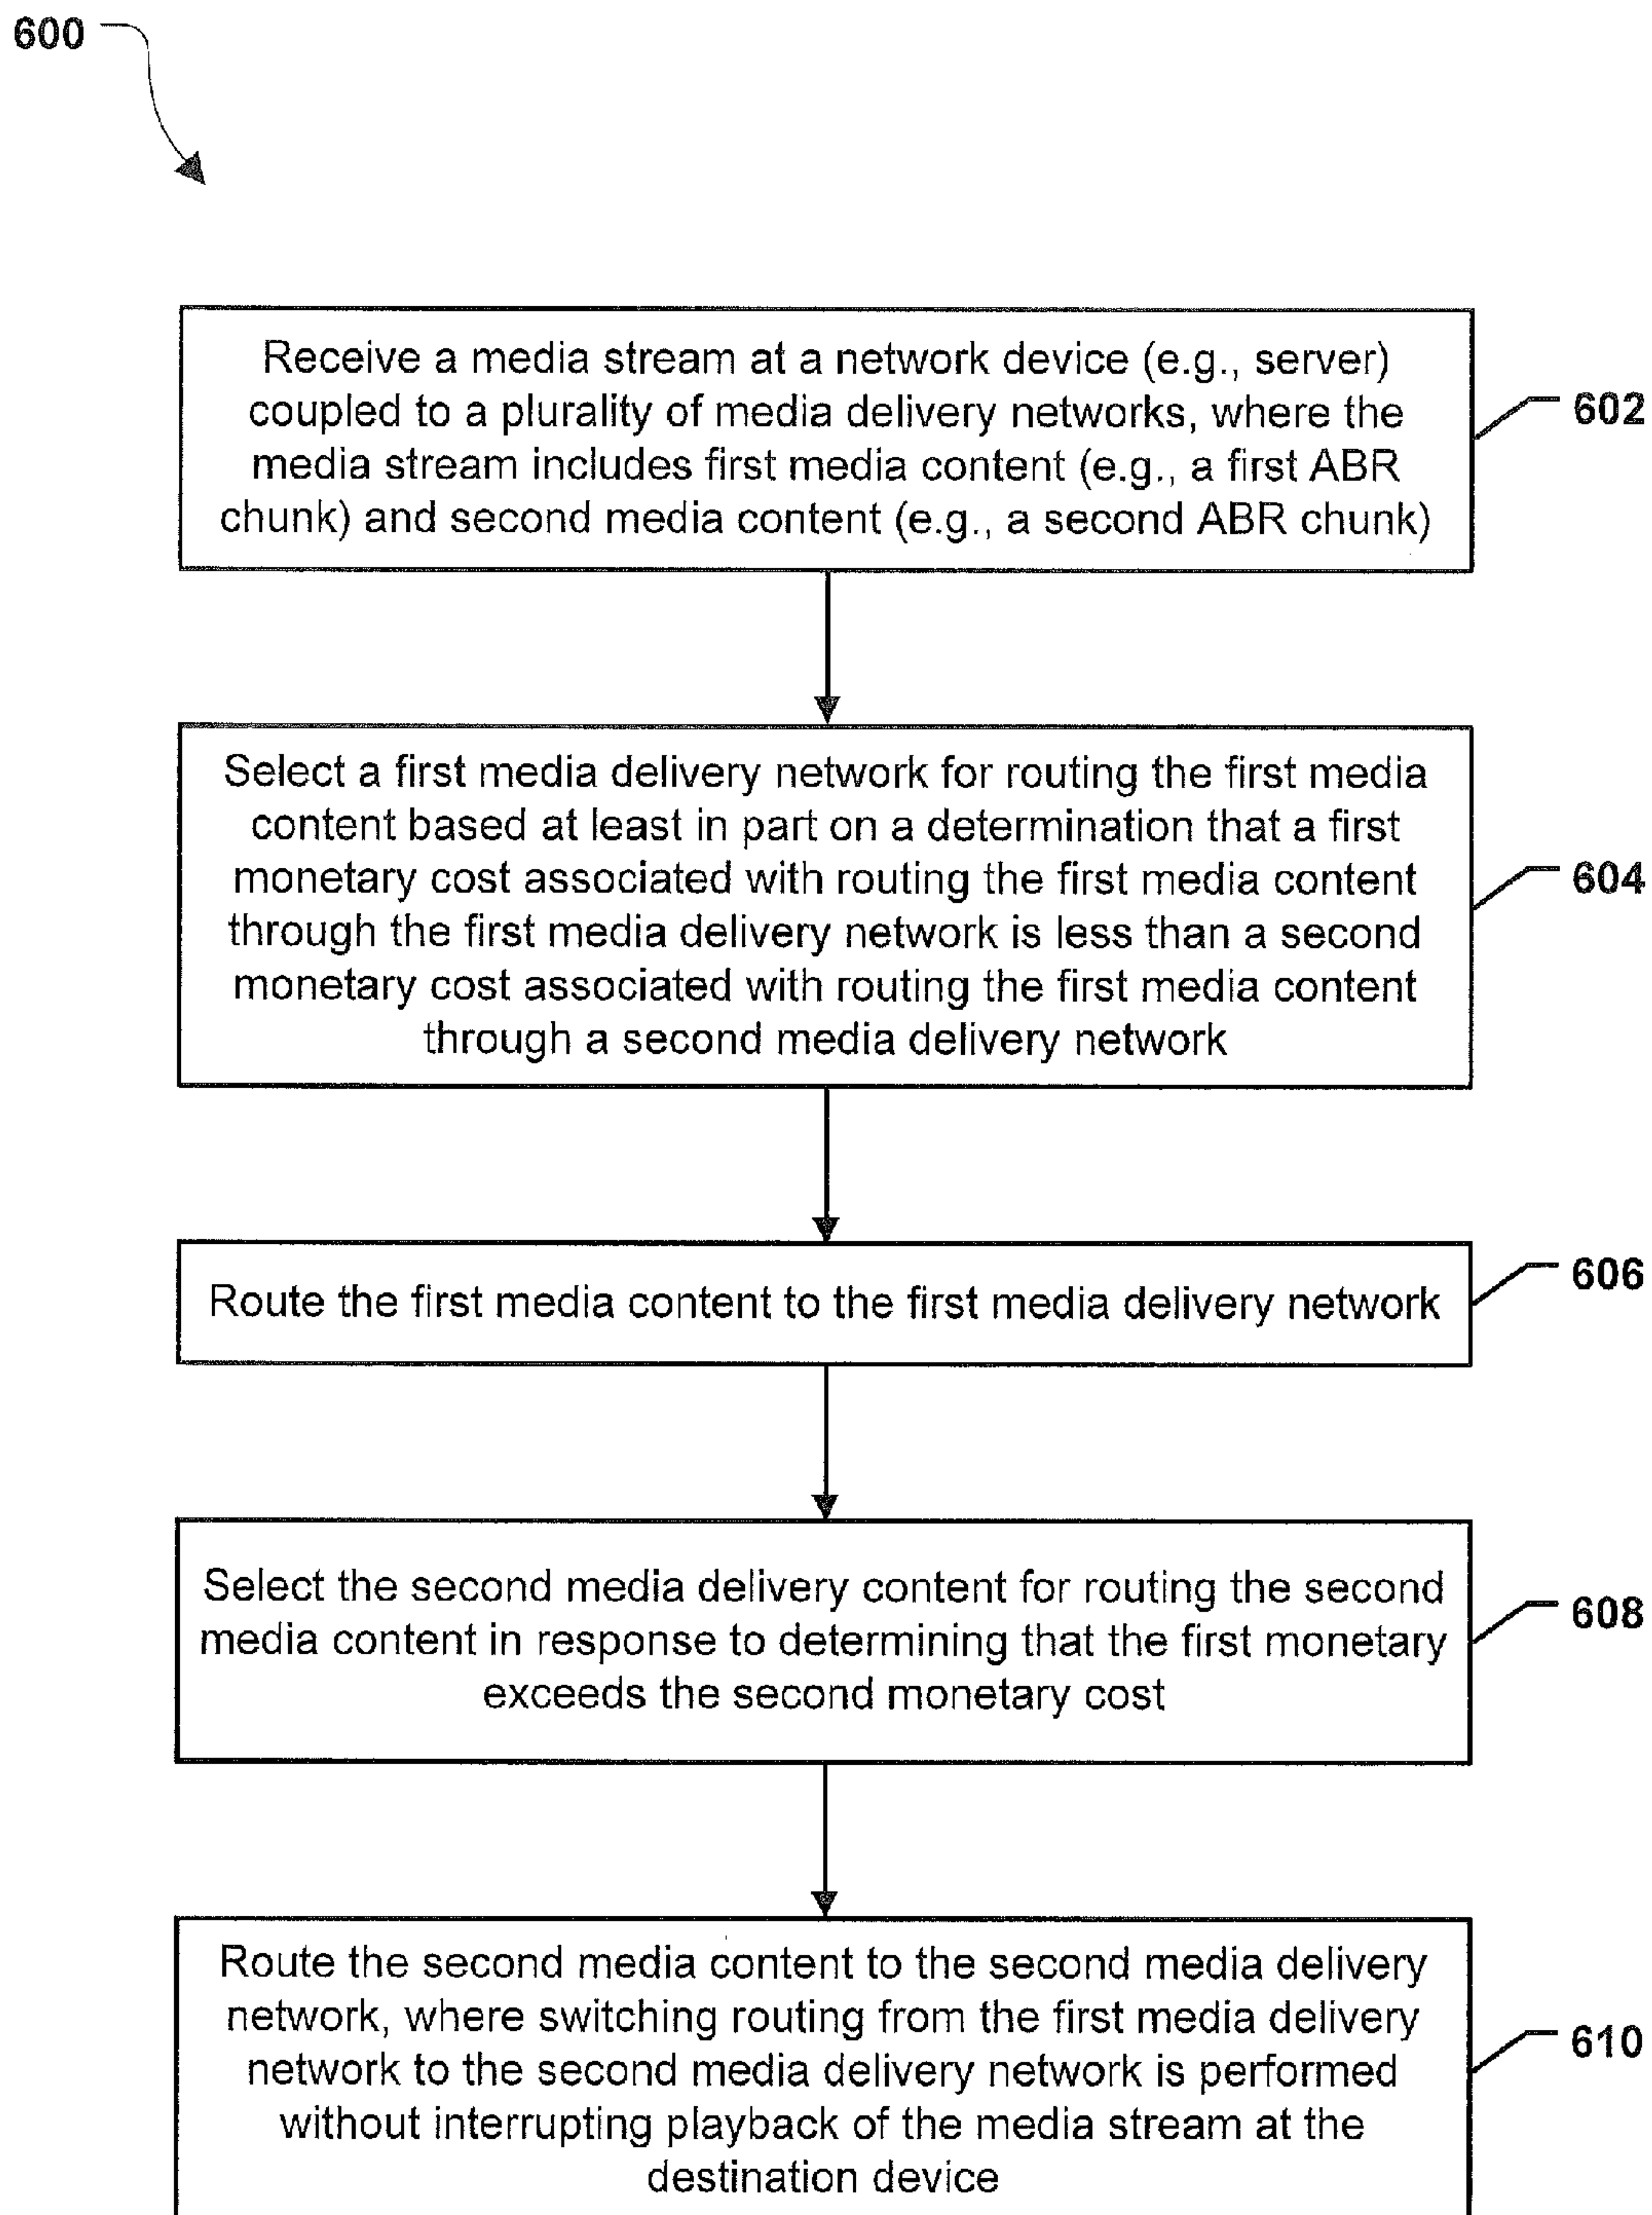 600
Receive a media stream at a network device (e.g., server)
coupled to a plurality of media delivery networks, where the
media stream includes first media content (e.g., a first ABR
chunk) and second media content (e.g., a second ABR chunk)
602
Select a first media delivery network for routing the first media
content based at least in part on a determination that a first
monetary cost associated with routing the first media content
through the first media delivery network is less than a second
monetary cost associated with routing the first media content
through a second media delivery network
604
Route the first media content to the first media delivery network
606
Select the second media delivery content for routing the second
media content in response to determining that the first monetary
exceeds the second monetary cost
608
Route the second media content to the second media delivery
network, where switching routing from the first media delivery
network to the second media delivery network is performed
without interrupting playback of the media stream at the
destination device
610